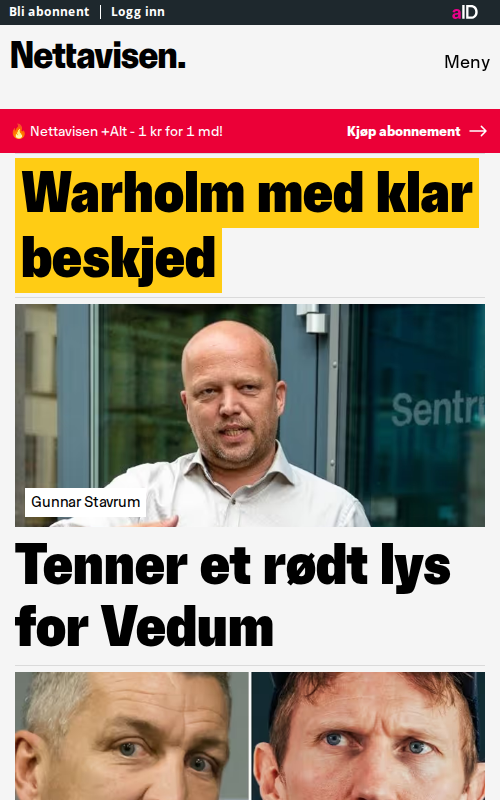 Bli abonnent | Logg inn
aID
Nettavisen.
Meny
🔥 Nettavisen +Alt - 1 kr for 1 md!
Kjøp abonnement →
Warholm med klar
beskjed
Sentr
Gunnar Stavrum
Tenner et rødt lys
for Vedum